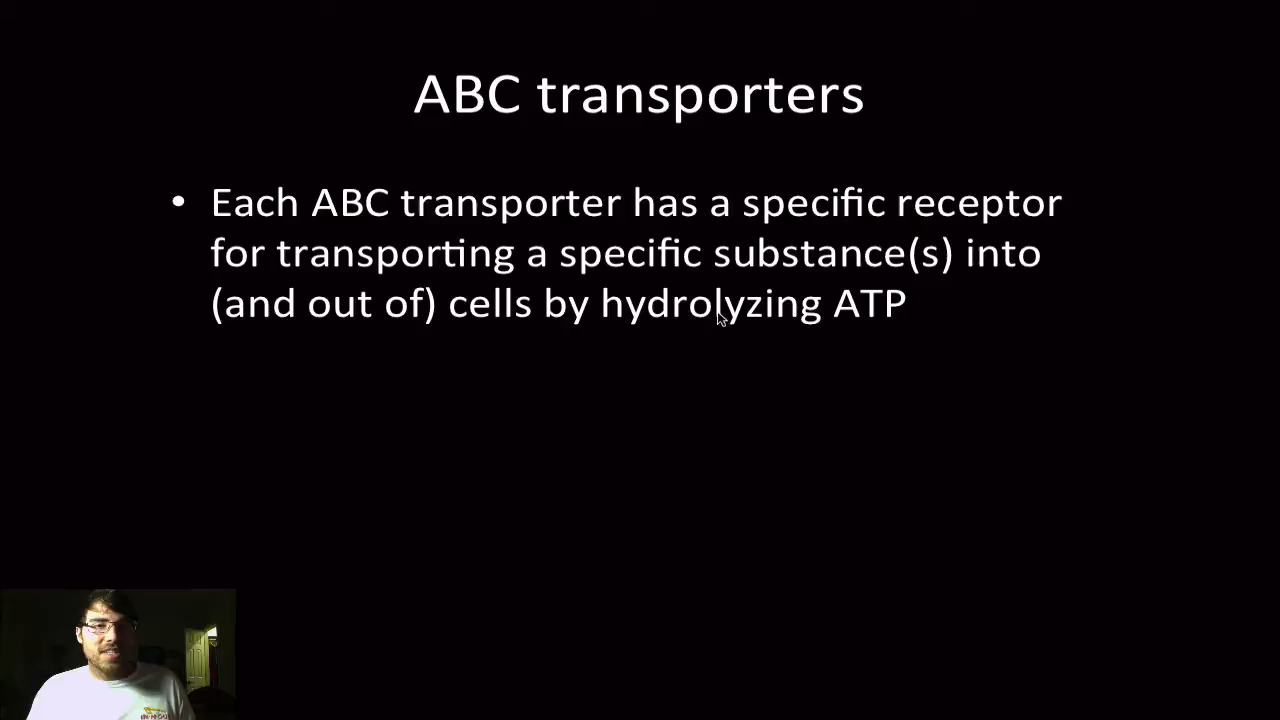 ABC transporters
• Each ABC transporter has a specific receptor
for transporting a specific substance(s) into
(and out of) cells by hydrolyzing ATP